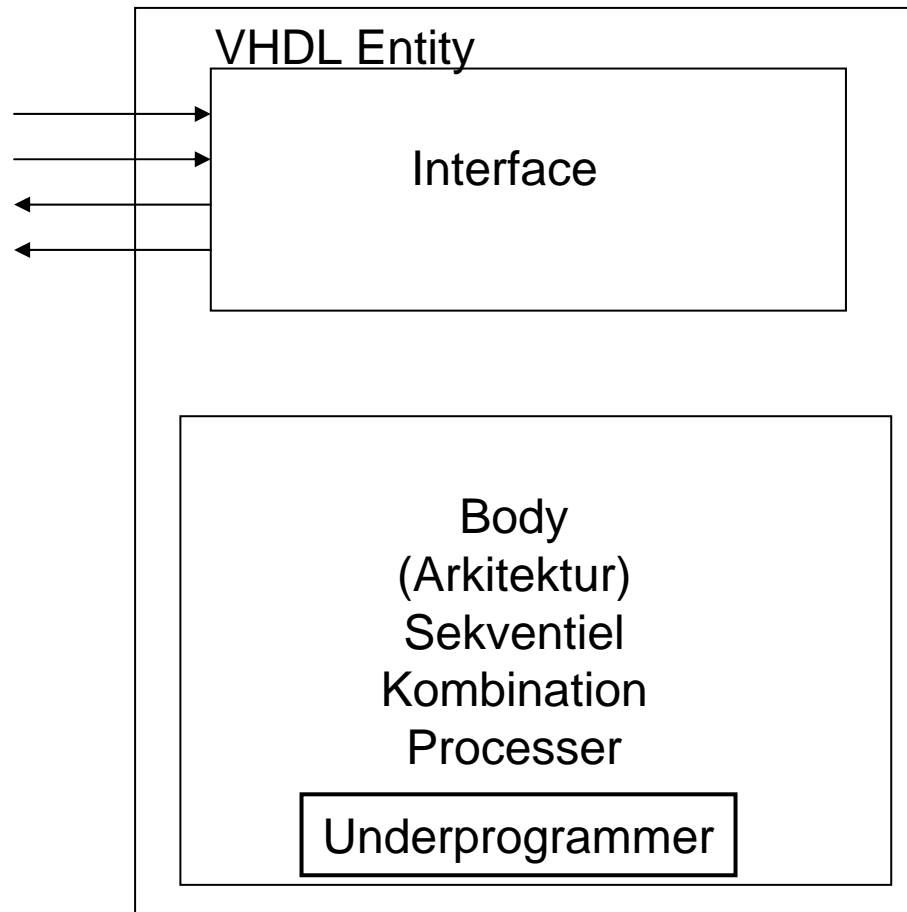 VHDL Entity
Interface
Body
(Arkitektur)
Sekventiel
Kombination
Processer
Underprogrammer